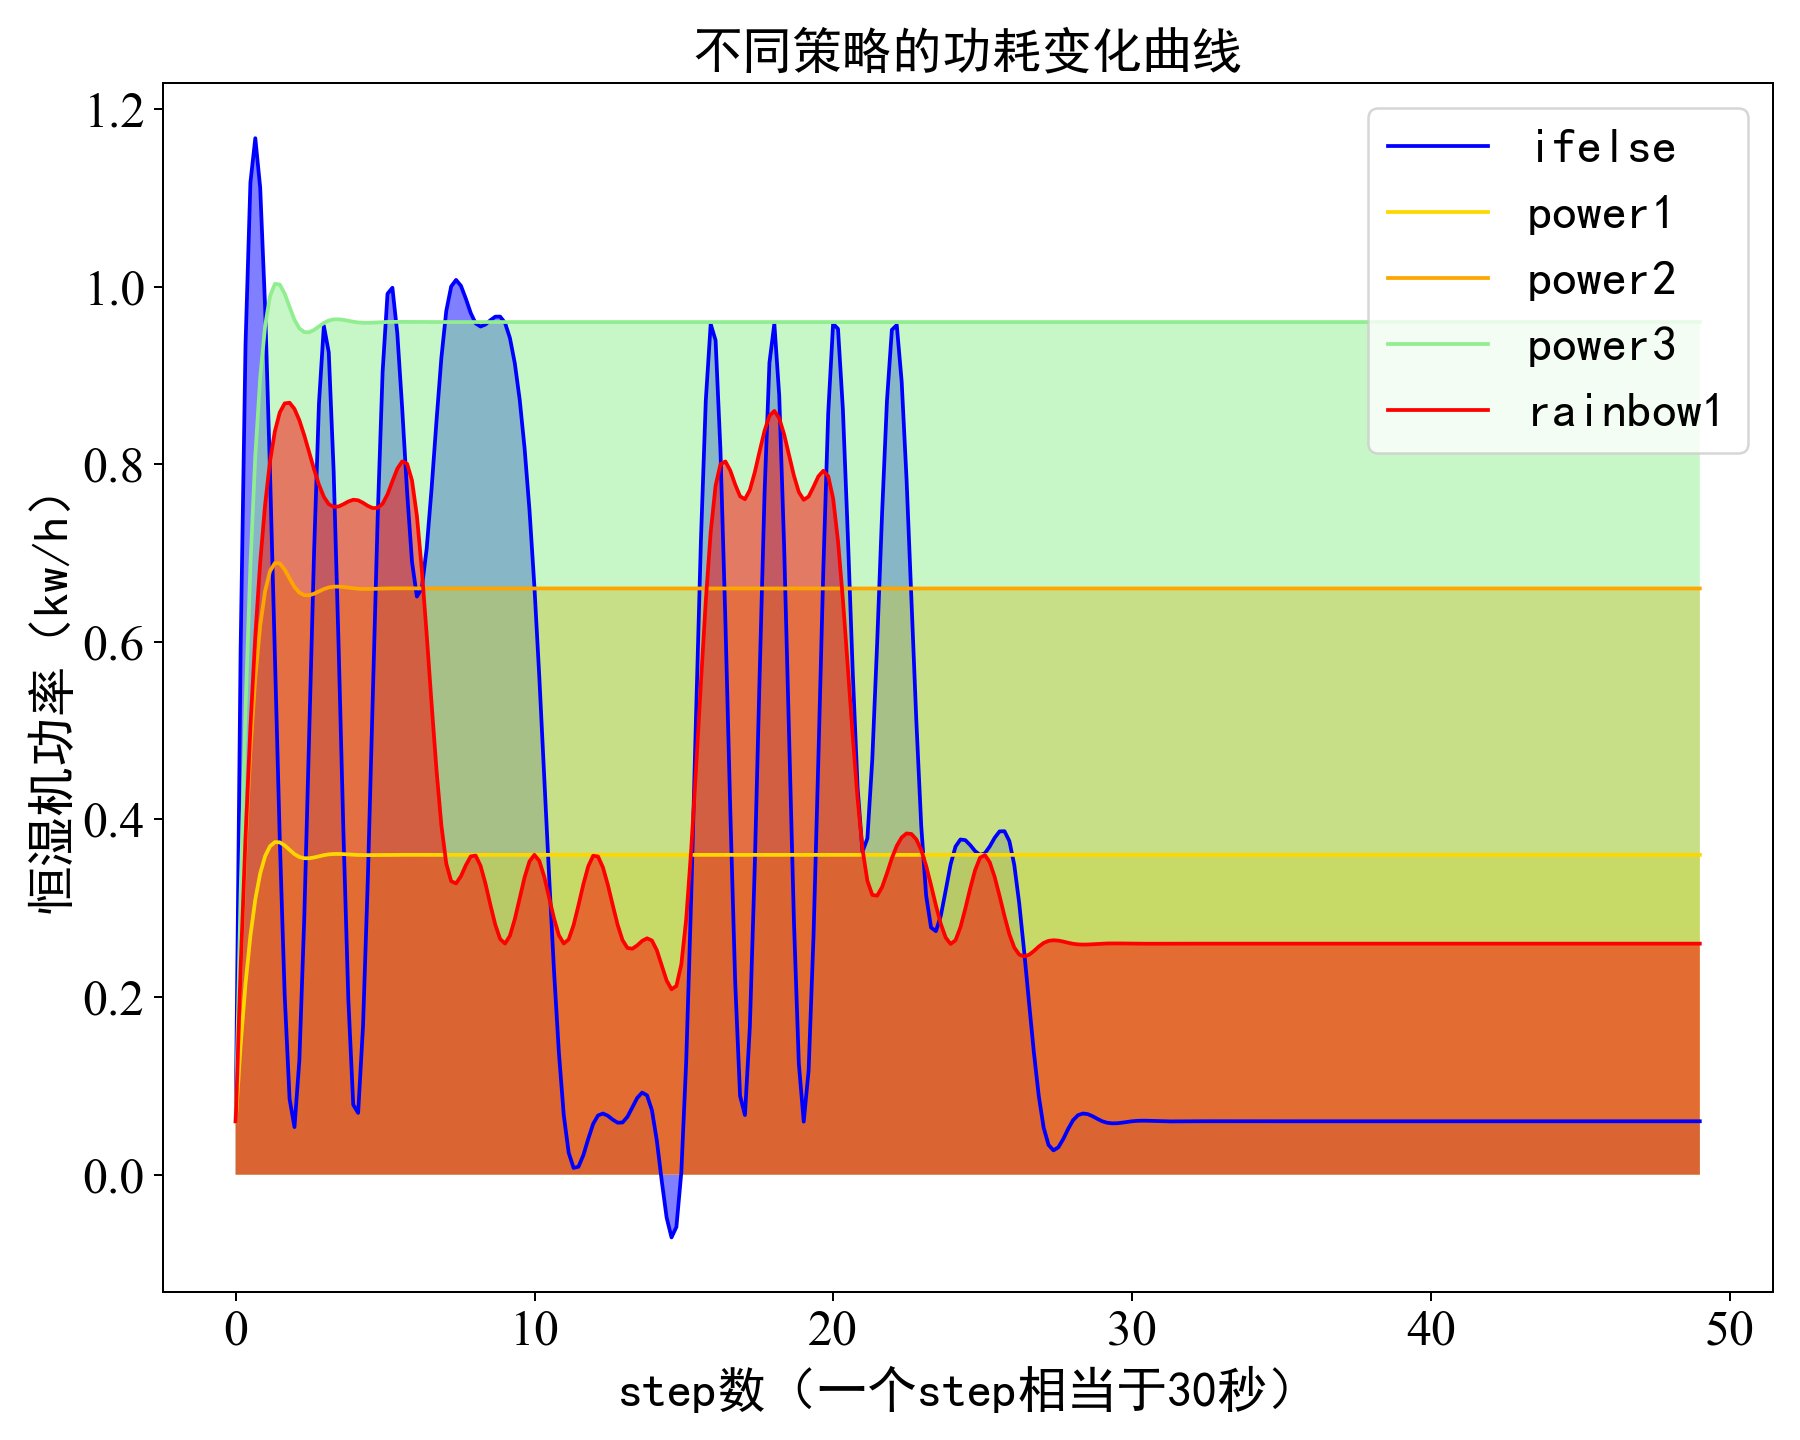 不同策略的功耗变化曲线
恒湿机功率（kw/h）
1.2
1.0
0.8
0.6
0.4
0.2
0.0
ifelse
power1
power2
power3
rainbow1
0 10 20 30 40 50
step数（一个step相当于30秒）